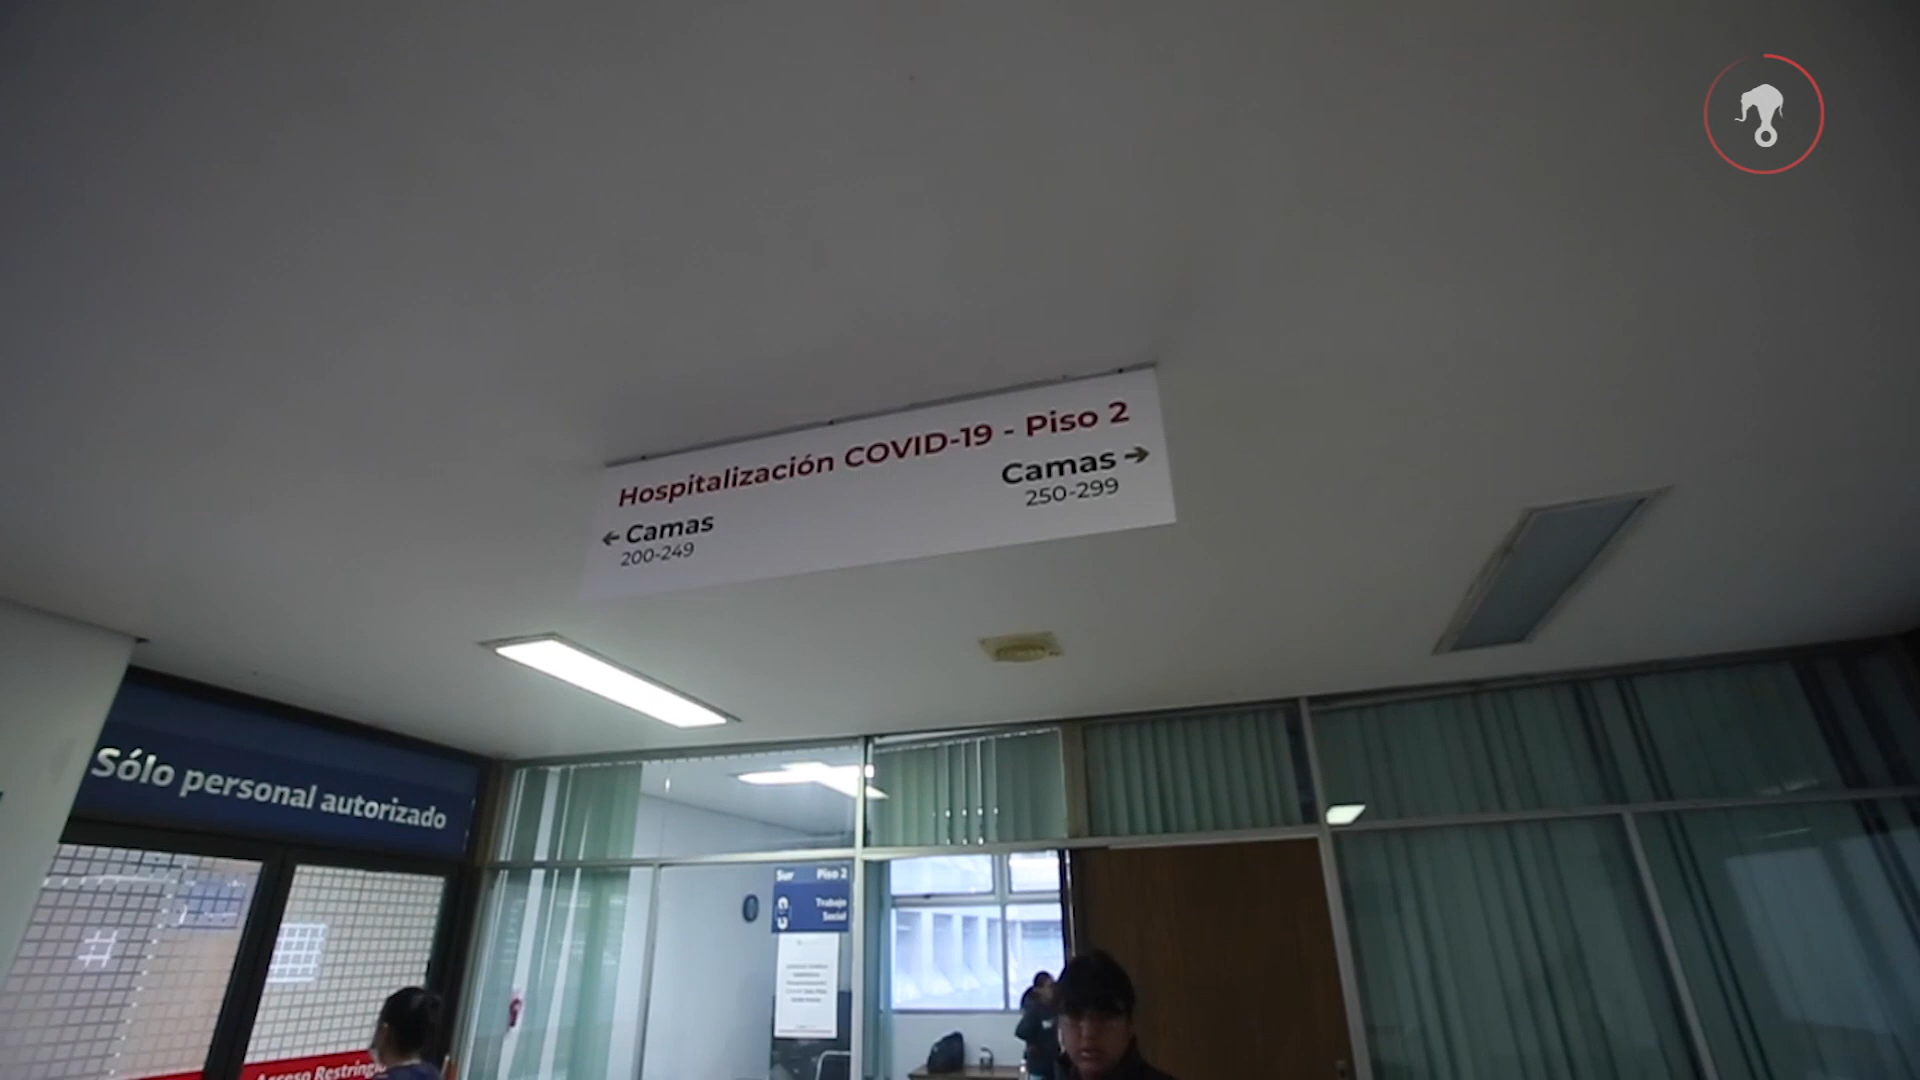 Hospitalización COVID-19 - Piso 2
← Camas
200-249
Camas →
250-299
Sólo personal autorizado
Sur Piso 2
Trabajo
Social
Acceso